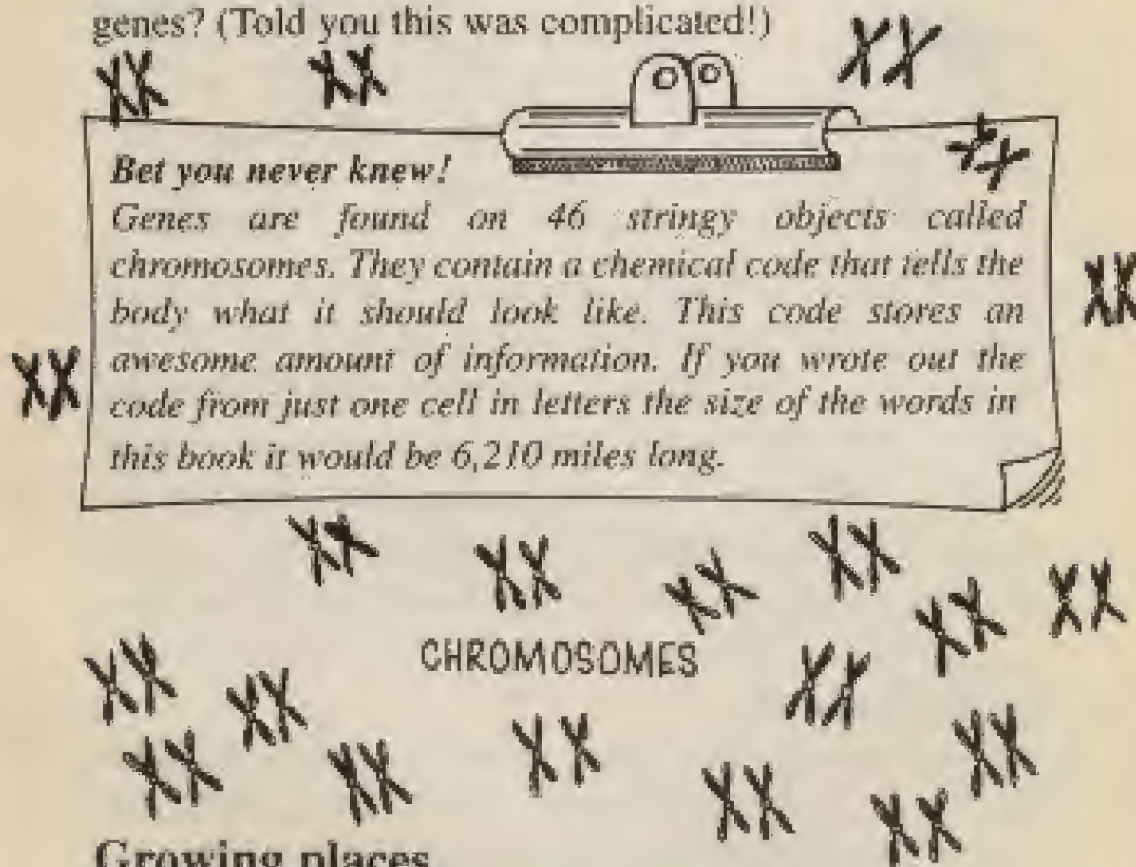 genes? (Told you this was complicated!)
Bet you never knew!
Genes are found on 46 stringy objects called
chromosomes. They contain a chemical code that tells the
body what it should look like. This code stores an
awesome amount of information. If you wrote out the
code from just one cell in letters the size of the words in
this book it would be 6,210 miles long.
CHROMOSOMES
Growing places